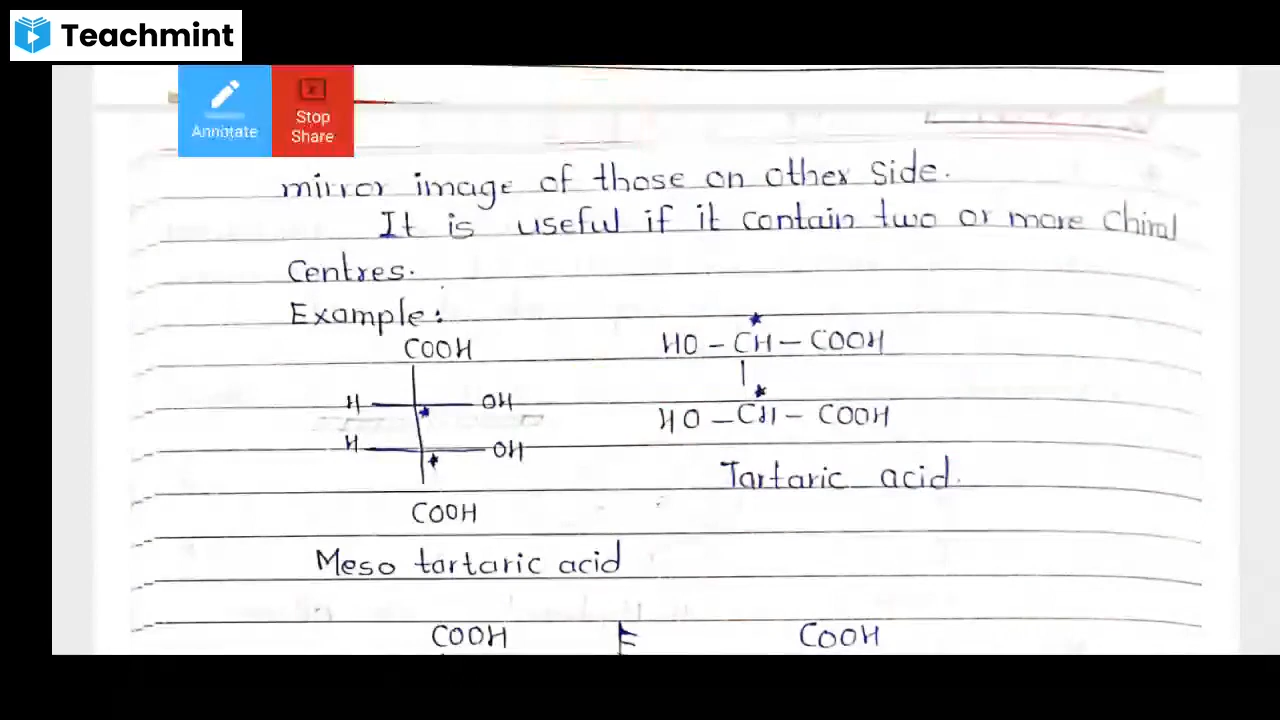 Teachmint
Annotate
Stop
Share
mirror image of those on other side.
It is useful if it contain two or more Chiral
Centres.
Example:
COOH
HO - CH - COOH
H OH
HO - CH - COOH
H OH
Tartaric acid.
COOH
Meso tartaric acid
COOH COOH